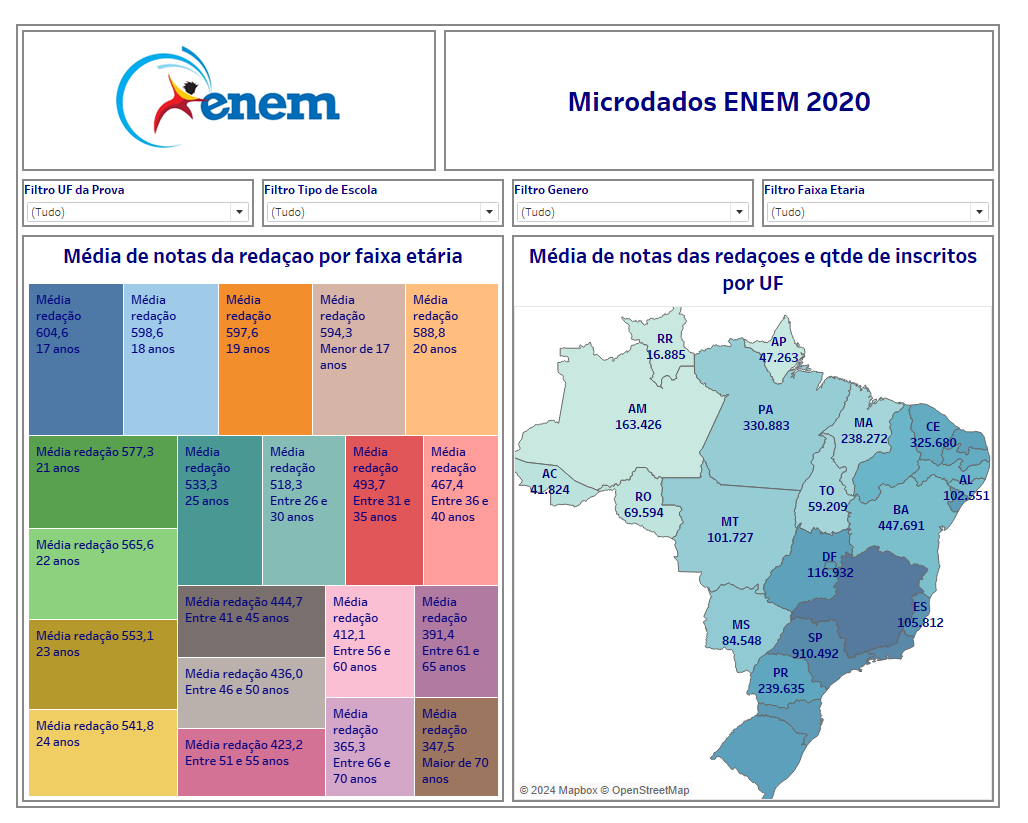 enem
Microdados ENEM 2020
Filtro UF da Prova
(Tudo)
Filtro Tipo de Escola
(Tudo)
Filtro Genero
(Tudo)
Filtro Faixa Etaria
(Tudo)
Média de notas da redaçao por faixa etária
Média
redação
604,6
17 anos
Média
redação
598,6
18 anos
Média
redação
597,6
19 anos
Média
redação
594,3
Menor de 17
anos
Média
redação
588,8
20 anos
Média redação 577,3
21 anos
Média redação 565,6
22 anos
Média redação 553,1
23 anos
Média redação 541,8
24 anos
Média
redação
533,3
25 anos
Média
redação
518,3
Entre 26 e
30 anos
Média
redação
493,7
Entre 31 e
35 anos
Média
redação
467,4
Entre 36 e
40 anos
Média redação 444,7
Entre 41 e 45 anos
Média redação 436,0
Entre 46 e 50 anos
Média redação 423,2
Entre 51 e 55 anos
Média
redação
412,1
Entre 56 e
60 anos
Média
redação
391,4
Entre 61 e
65 anos
Média
redação
365,3
Entre 66 e
70 anos
Média
redação
347,5
Maior de 70
anos
Média de notas das redaçoes e qtde de inscritos
por UF
RR
16.885
AP
47.263
AM
163.426
PA
330.883
MA
238.272
CE
325.680
AC
41.824
RO
69.594
TO
59.209
AL
102.551
MT
101.727
BA
447.691
DF
116.932
MS
84.548
ES
105.812
SP
910.492
PR
239.635
© 2024 Mapbox © OpenStreetMap